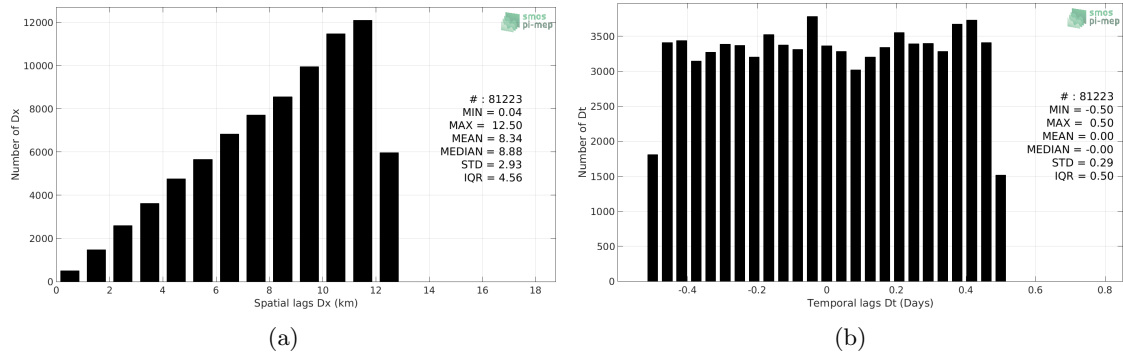 12000
10000
8000
6000
4000
2000
0
0 2 4 6 8 10 12 14 16 18
Number of Dx
Spatial lags Dx (km)
smos
pi-mep
# : 81223
MIN = 0.04
MAX = 12.50
MEAN = 8.34
MEDIAN = 8.88
STD = 2.93
IQR = 4.56
(a)
3500
3000
2500
2000
1500
1000
500
0
-0.4 -0.2 0 0.2 0.4 0.6 0.8
Number of Dt
Temporal lags Dt (Days)
smos
pi-mep
# : 81223
MIN = -0.50
MAX = 0.50
MEAN = 0.00
MEDIAN = -0.00
STD = 0.29
IQR = 0.50
(b)